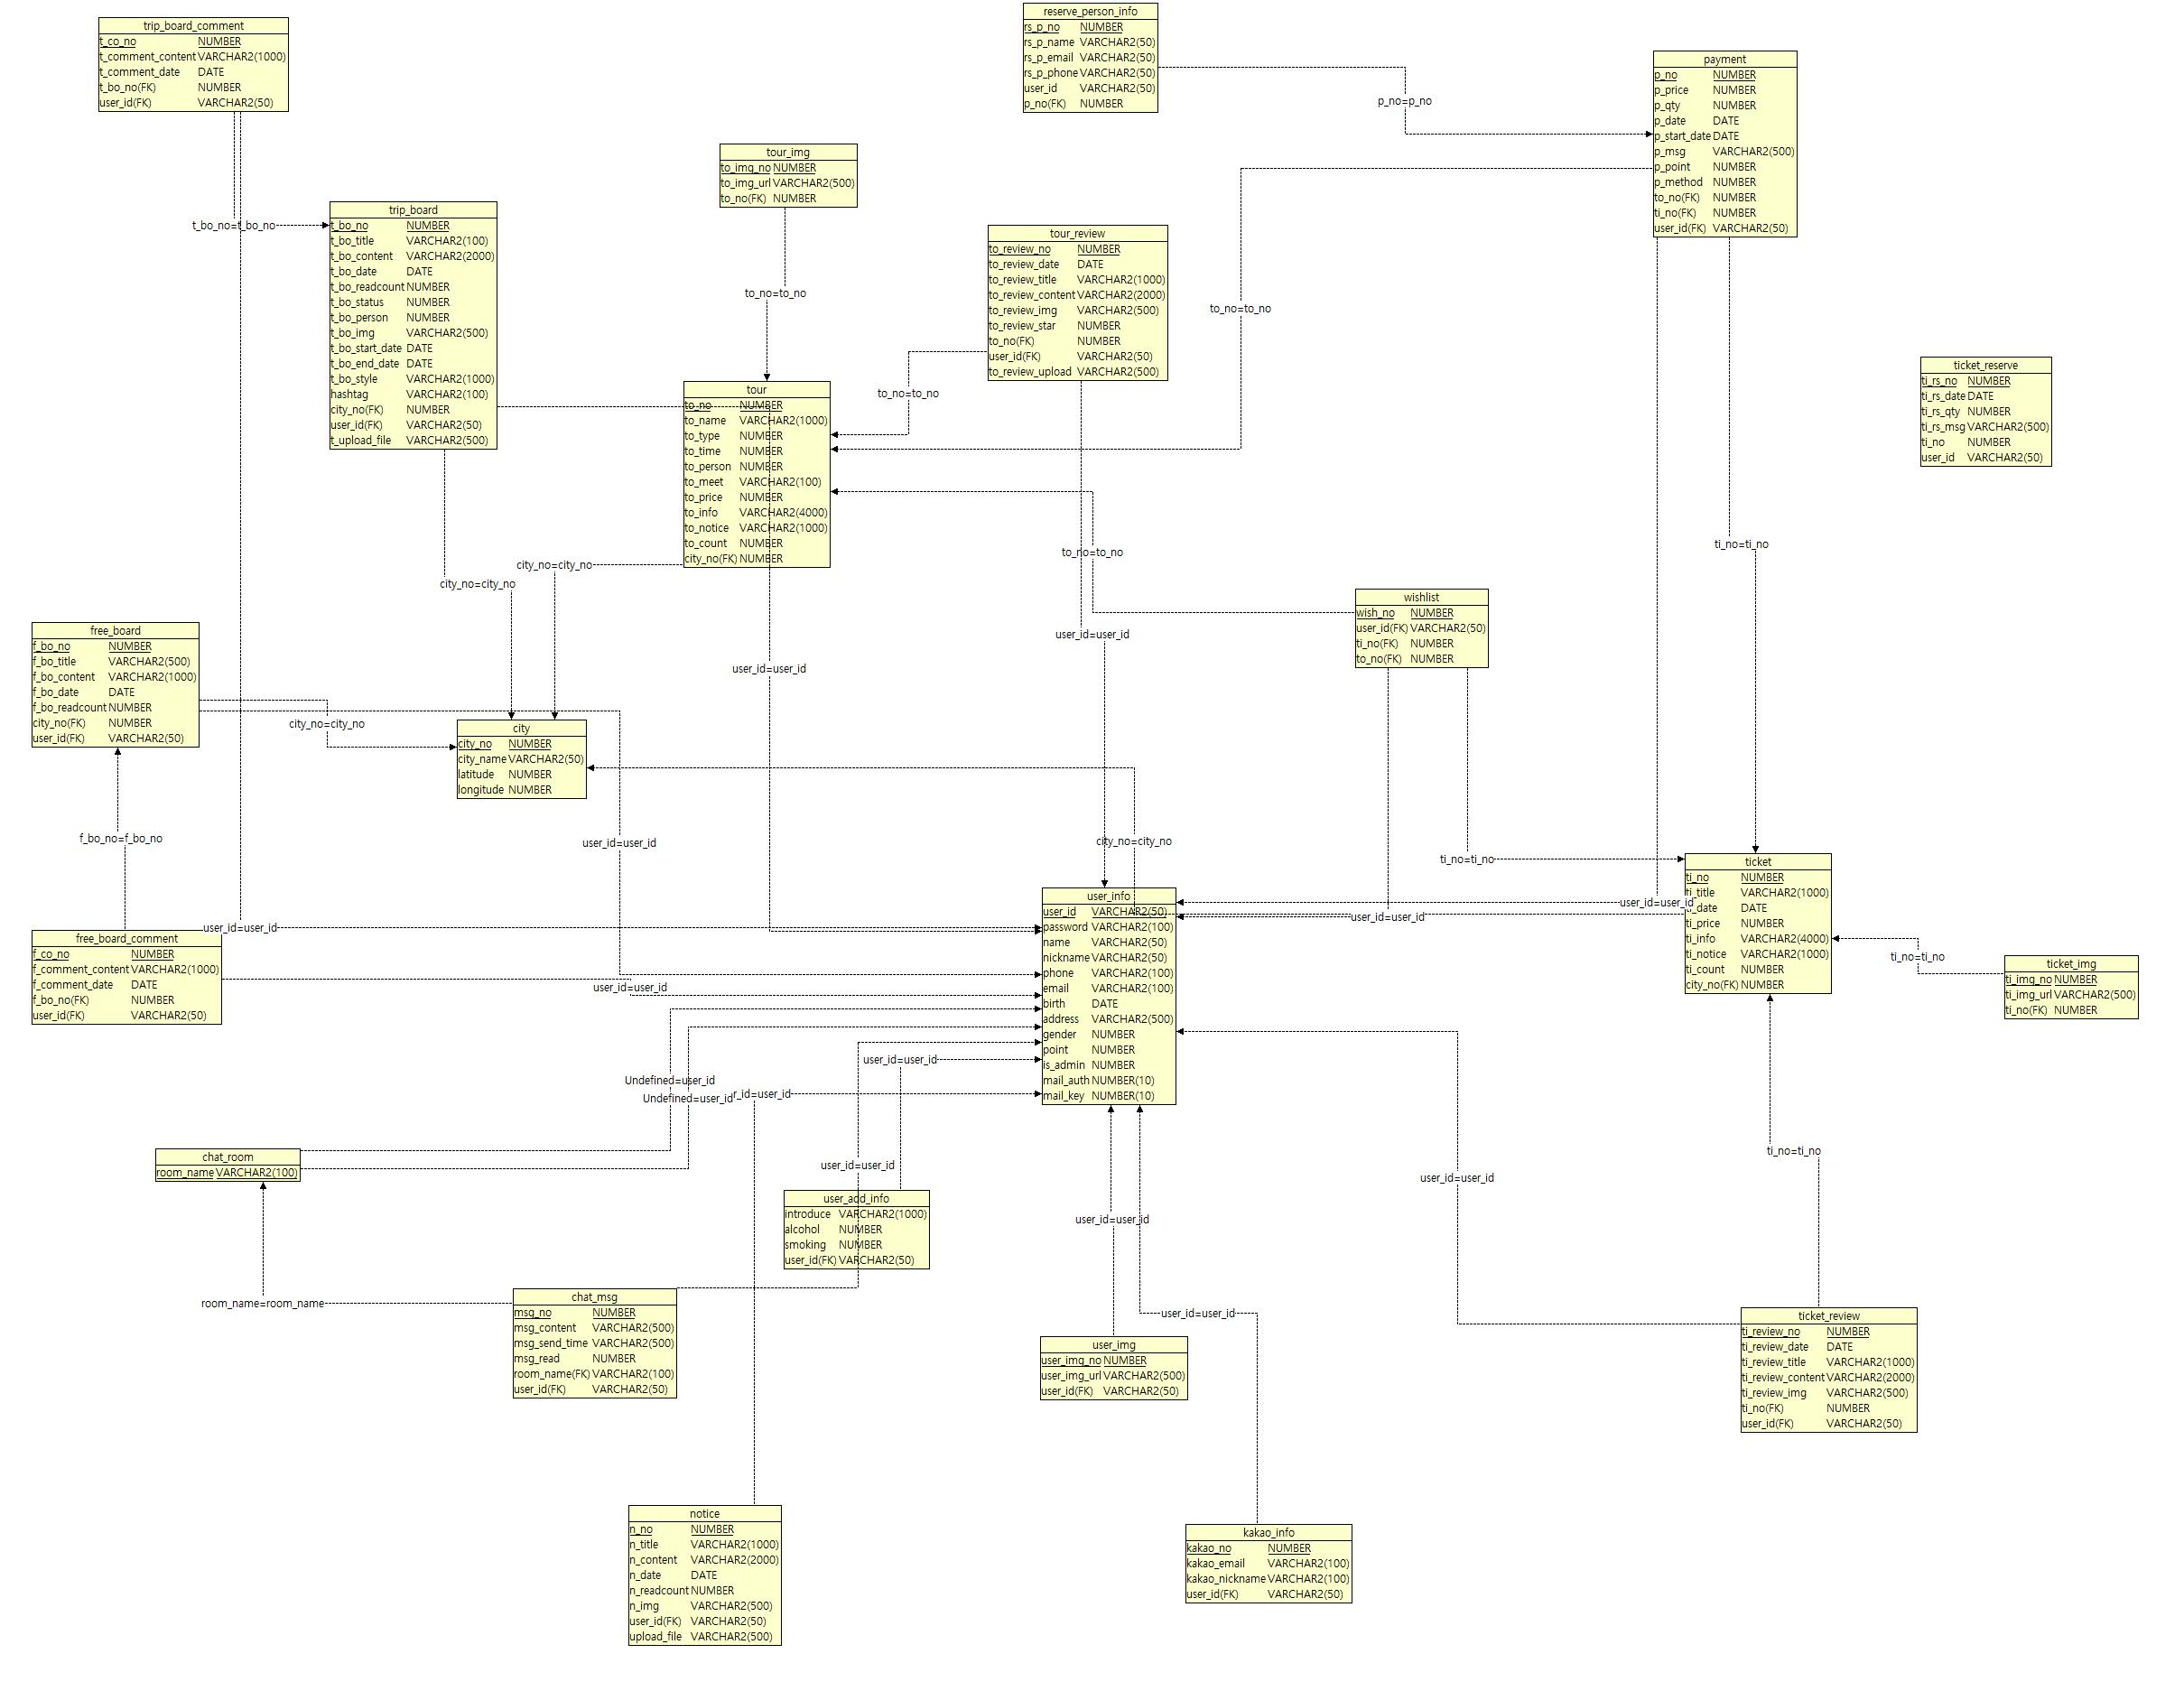 trip_board_comment
t_co_no NUMBER
t_comment_content VARCHAR2(1000)
t_comment_date DATE
t_bo_no(FK) NUMBER
user_id(FK) VARCHAR2(50)
reserve_person_info
rs_p_no NUMBER
rs_p_name VARCHAR2(50)
rs_p_email VARCHAR2(50)
rs_p_phone VARCHAR2(50)
user_id VARCHAR2(50)
p_no(FK) NUMBER
p_no=p_no
payment
p_no NUMBER
p_price NUMBER
p_qty NUMBER
p_date DATE
p_start_date DATE
p_msg VARCHAR2(500)
p_point NUMBER
p_method NUMBER
to_no(FK) NUMBER
ti_no(FK) NUMBER
user_id(FK) VARCHAR2(50)
tour_img
to_img_no NUMBER
to_img_url VARCHAR2(500)
to_no(FK) NUMBER
t_bo_no=t_bo_no
trip_board
t_bo_no NUMBER
t_bo_title VARCHAR2(100)
t_bo_content VARCHAR2(2000)
t_bo_date DATE
t_bo_readcount NUMBER
t_bo_status NUMBER
t_bo_person NUMBER
t_bo_img VARCHAR2(500)
t_bo_start_date DATE
t_bo_end_date DATE
t_bo_style VARCHAR2(1000)
hashtag VARCHAR2(100)
city_no(FK) NUMBER
user_id(FK) VARCHAR2(50)
t_upload_file VARCHAR2(500)
to_no=to_no
tour_review
to_review_no NUMBER
to_review_date DATE
to_review_title VARCHAR2(1000)
to_review_content VARCHAR2(2000)
to_review_img VARCHAR2(500)
to_review_star NUMBER
to_no(FK) NUMBER
user_id(FK) VARCHAR2(50)
to_review_upload VARCHAR2(500)
to_no=to_no
to_no=to_no
ticket_reserve
ti_rs_no NUMBER
ti_rs_date DATE
ti_rs_qty NUMBER
ti_rs_msg VARCHAR2(500)
ti_no NUMBER
user_id VARCHAR2(50)
tour
to_no NUMBER
to_name VARCHAR2(1000)
to_type NUMBER
to_time NUMBER
to_person NUMBER
to_meet VARCHAR2(100)
to_price NUMBER
to_info VARCHAR2(4000)
to_notice VARCHAR2(1000)
to_count NUMBER
city_no(FK) NUMBER
to_no=to_no
ti_no=ti_no
city_no=city_no
city_no=city_no
wishlist
wish_no NUMBER
user_id(FK) VARCHAR2(50)
ti_no(FK) NUMBER
to_no(FK) NUMBER
user_id=user_id
user_id=user_id
free_board
f_bo_no NUMBER
f_bo_title VARCHAR2(500)
f_bo_content VARCHAR2(1000)
f_bo_date DATE
f_bo_readcount NUMBER
city_no(FK) NUMBER
user_id(FK) VARCHAR2(50)
city_no=city_no
city
city_no NUMBER
city_name VARCHAR2(50)
latitude NUMBER
longitude NUMBER
f_bo_no=f_bo_no
user_id=user_id
city_no=city_no
ti_no=ti_no
ticket
ti_no NUMBER
ti_title VARCHAR2(1000)
ti_date DATE
ti_price NUMBER
ti_info VARCHAR2(4000)
ti_notice VARCHAR2(1000)
ti_count NUMBER
city_no(FK) NUMBER
user_id=user_id
user_id=user_id
user_info
user_id VARCHAR2(50)
password VARCHAR2(100)
name VARCHAR2(50)
nickname VARCHAR2(50)
phone VARCHAR2(100)
email VARCHAR2(100)
birth DATE
address VARCHAR2(500)
gender NUMBER
point NUMBER
is_admin NUMBER
mail_auth NUMBER(10)
mail_key NUMBER(10)
user_id=user_id
free_board_comment
f_co_no NUMBER
f_comment_content VARCHAR2(1000)
f_comment_date DATE
f_bo_no(FK) NUMBER
user_id(FK) VARCHAR2(50)
user_id=user_id
ti_no=ti_no
ticket_img
ti_img_no NUMBER
ti_img_url VARCHAR2(500)
ti_no(FK) NUMBER
user_id=user_id
Undefined=user_id
Undefined=user_id
r_id=user_id
chat_room
room_name VARCHAR2(100)
user_id=user_id
user_add_info
introduce VARCHAR2(1000)
alcohol NUMBER
smoking NUMBER
user_id(FK) VARCHAR2(50)
user_id=user_id
user_id=user_id
ti_no=ti_no
room_name=room_name
chat_msg
msg_no NUMBER
msg_content VARCHAR2(500)
msg_send_time VARCHAR2(500)
msg_read NUMBER
room_name(FK) VARCHAR2(100)
user_id(FK) VARCHAR2(50)
user_id=user_id
user_img
user_img_no NUMBER
user_img_url VARCHAR2(500)
user_id(FK) VARCHAR2(50)
ticket_review
ti_review_no NUMBER
ti_review_date DATE
ti_review_title VARCHAR2(1000)
ti_review_content VARCHAR2(2000)
ti_review_img VARCHAR2(500)
ti_no(FK) NUMBER
user_id(FK) VARCHAR2(50)
notice
n_no NUMBER
n_title VARCHAR2(1000)
n_content VARCHAR2(2000)
n_date DATE
n_readcount NUMBER
n_img VARCHAR2(500)
user_id(FK) VARCHAR2(50)
upload_file VARCHAR2(500)
kakao_info
kakao_no NUMBER
kakao_email VARCHAR2(100)
kakao_nickname VARCHAR2(100)
user_id(FK) VARCHAR2(50)